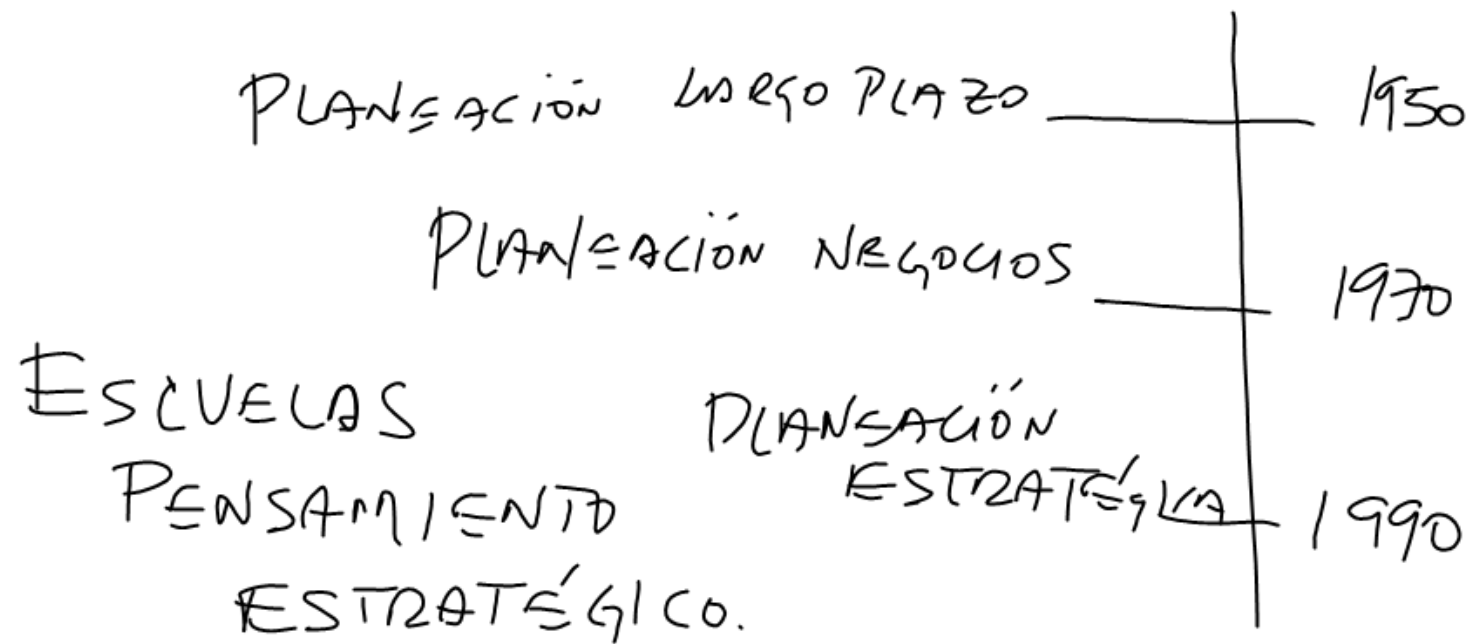 PLANEACIÓN LARGO PLAZO 1950
PLANEACIÓN NEGOCIOS 1970
ESCUELAS
PENSAMIENTO
ESTRATÉGICO.
PLANEACIÓN
ESTRATÉGICA 1990